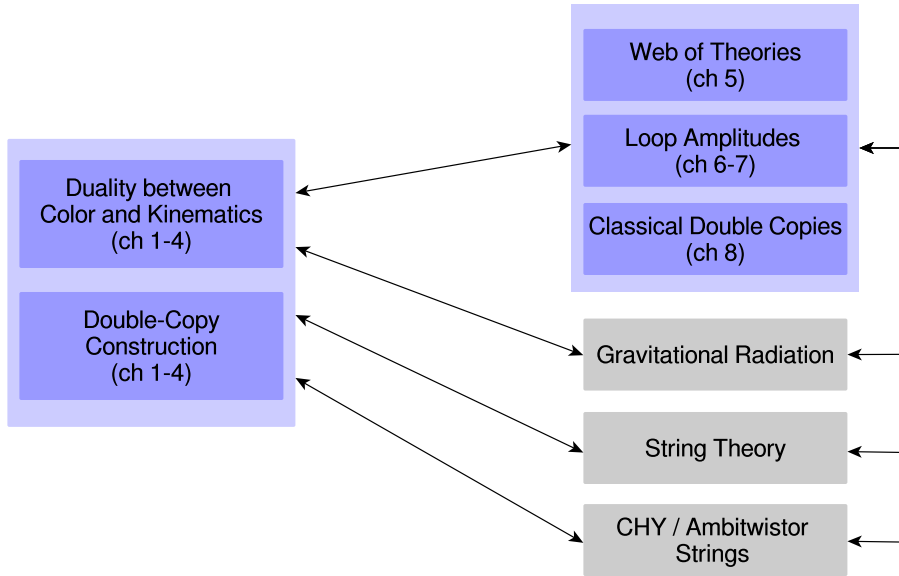 Duality between
Color and Kinematics
(ch 1-4)
Double-Copy
Construction
(ch 1-4)
Web of Theories
(ch 5)
Loop Amplitudes
(ch 6-7)
Classical Double Copies
(ch 8)
Gravitational Radiation
String Theory
CHY / Ambitwistor
Strings